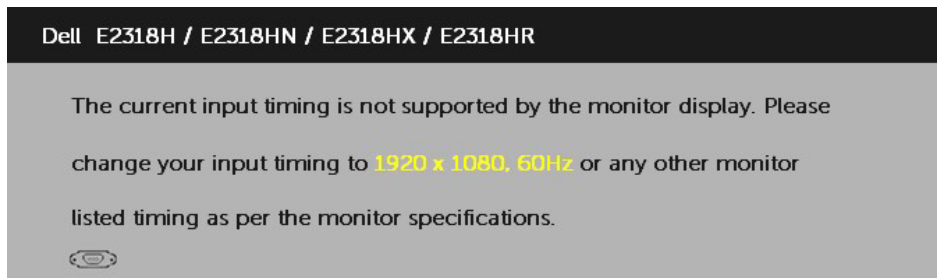 Dell E2318H / E2318HN / E2318HX / E2318HR
The current input timing is not supported by the monitor display. Please
change your input timing to 1920 x 1080, 60Hz or any other monitor
listed timing as per the monitor specifications.